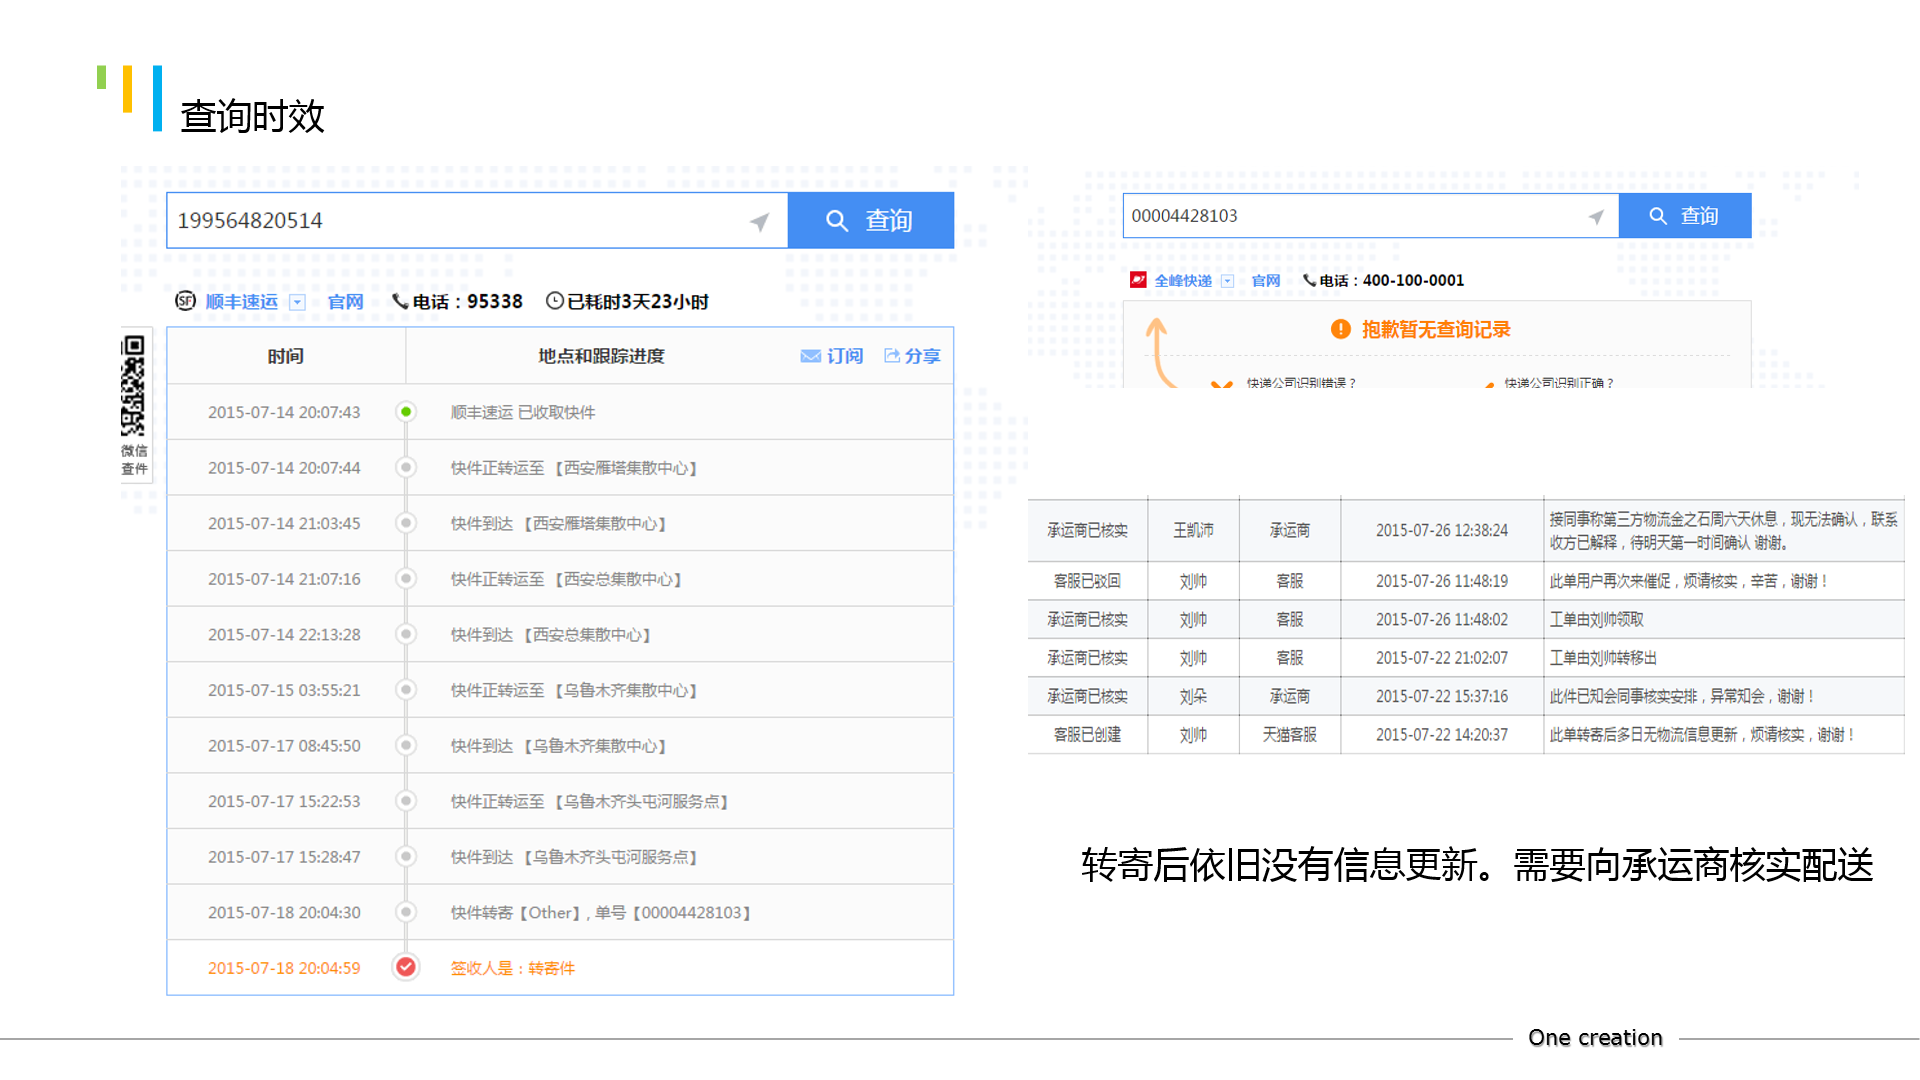 查询时效
199564820514
查询
SF 顺丰速运 官网 电话：95338 已耗时3天23小时
微信
查件
时间 地点和跟踪进度 订阅 分享
2015-07-14 20:07:43 顺丰速运 已收取快件
2015-07-14 20:07:44 快件正转运至 【西安雁塔集散中心】
2015-07-14 21:03:45 快件到达 【西安雁塔集散中心】
2015-07-14 21:07:16 快件正转运至 【西安总集散中心】
2015-07-14 22:13:28 快件到达 【西安总集散中心】
2015-07-15 03:55:21 快件正转运至 【乌鲁木齐集散中心】
2015-07-17 08:45:50 快件到达 【乌鲁木齐集散中心】
2015-07-17 15:22:53 快件正转运至 【乌鲁木齐头屯河服务点】
2015-07-17 15:28:47 快件到达 【乌鲁木齐头屯河服务点】
2015-07-18 20:04:30 快件转寄【Other】, 单号【00004428103】
2015-07-18 20:04:59 签收人是：转寄件
00004428103
查询
全峰快递 官网 电话：400-100-0001
抱歉暂无查询记录
快递公司识别错误？ 快递公司识别正确？
承运商已核实 王凯沛 承运商 2015-07-26 12:38:24 接同事称第三方物流金之石周六天休息，现无法确认，联系
收方已解释，待明天第一时间确认 谢谢。
客服已驳回 刘帅 客服 2015-07-26 11:48:19 此单用户再次来催促，烦请核实，辛苦，谢谢！
承运商已核实 刘帅 客服 2015-07-26 11:48:02 工单由刘帅领取
承运商已核实 刘帅 客服 2015-07-22 21:02:07 工单由刘帅转移出
承运商已核实 刘朵 承运商 2015-07-22 15:37:16 此件已知会同事核实安排，异常知会，谢谢！
客服已创建 刘帅 天猫客服 2015-07-22 14:20:37 此单转寄后多日无物流信息更新，烦请核实，谢谢！
转寄后依旧没有信息更新。需要向承运商核实配送
One creation